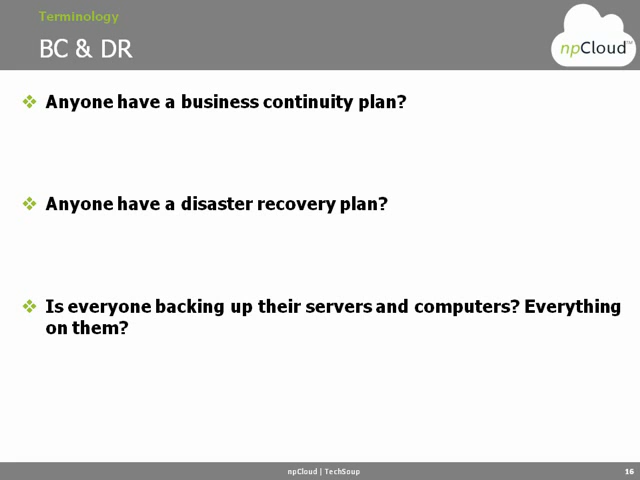 Terminology
BC & DR
npCloud™
Anyone have a business continuity plan?
Anyone have a disaster recovery plan?
Is everyone backing up their servers and computers? Everything
on them?
npCloud | TechSoup
16